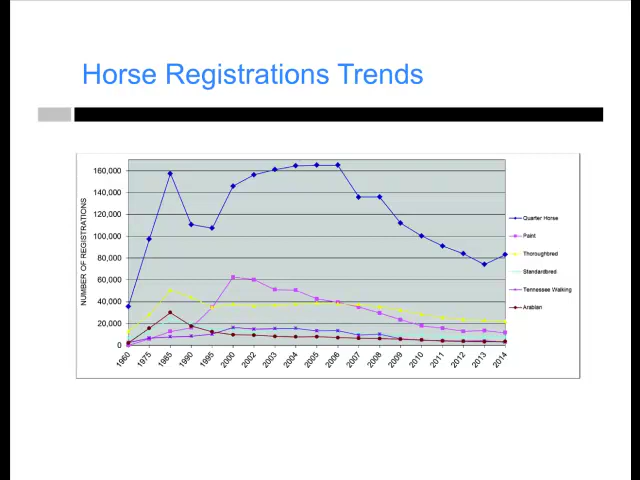 Horse Registrations Trends
NUMBER OF REGISTRATIONS
160,000
140,000
120,000
100,000
80,000
60,000
40,000
20,000
0
1960 1975 1985 1990 1995 2000 2002 2003 2004 2005 2006 2007 2008 2009 2010 2011 2012 2013 2014
Quarter Horse
Paint
Thoroughbred
Standardbred
Tennessee Walking
Arabian